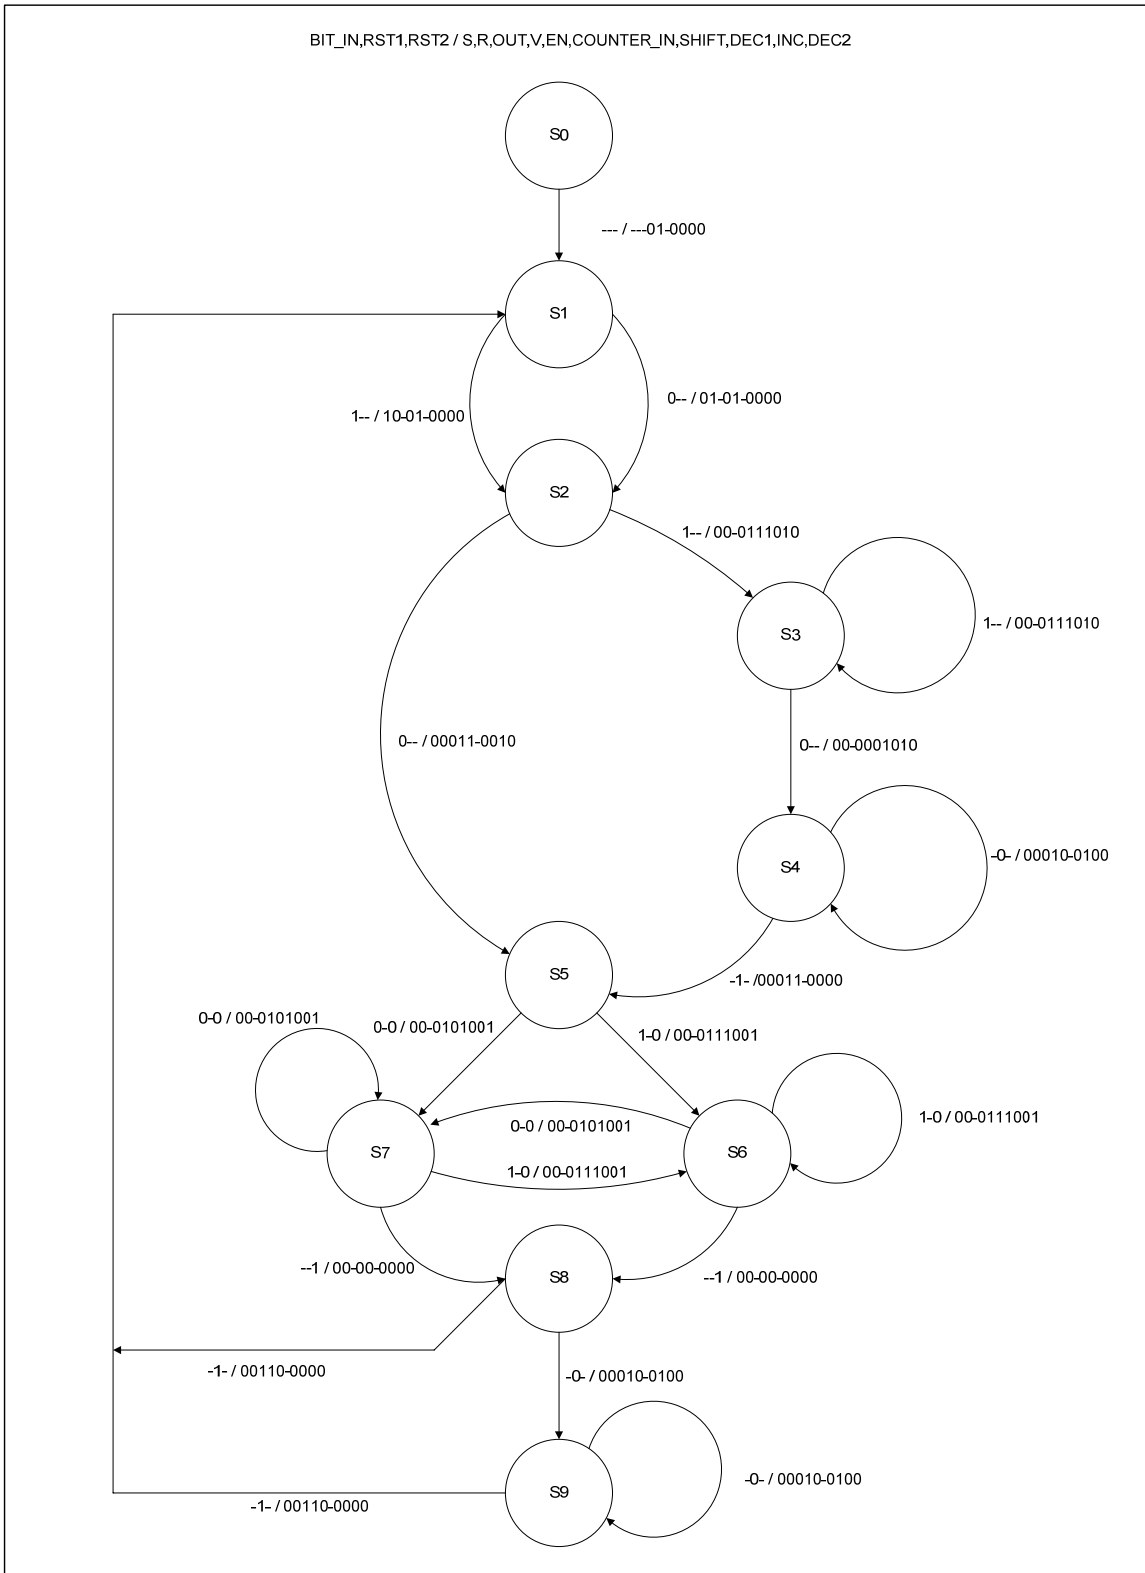 BIT_IN,RST1,RST2 / S,R,OUT,V,EN,COUNTER_IN,SHIFT,DEC1,INC,DEC2
S0
--- / ---01-0000
S1
1-- / 10-01-0000
0-- / 01-01-0000
S2
1-- / 00-0111010
S3
1-- / 00-0111010
0-- / 00011-0010
0-- / 00-0001010
S4
-0- / 00010-0100
S5
-1- /00011-0000
0-0 / 00-0101001
0-0 / 00-0101001
1-0 / 00-0111001
S7
0-0 / 00-0101001
1-0 / 00-0111001
S6
1-0 / 00-0111001
--1 / 00-00-0000
S8
--1 / 00-00-0000
-1- / 00110-0000
-0- / 00010-0100
S9
-0- / 00010-0100
-1- / 00110-0000